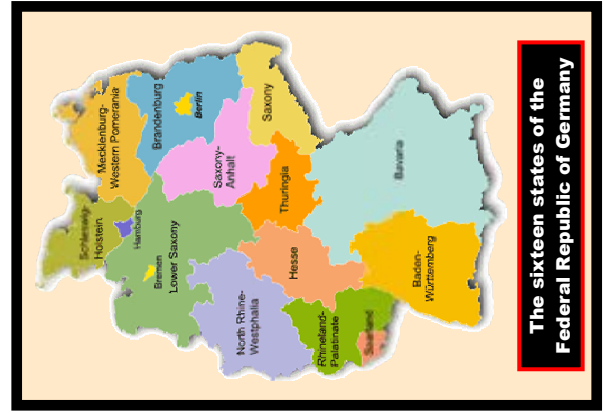 Schleswig-
Holstein
Mecklenburg-
Western Pomerania
Hamburg
Bremen
Brandenburg
Lower Saxony
Berlin
Saxony-
Anhalt
North Rhine-
Westphalia
Saxony
Thuringia
Hesse
Rhineland-
Palatinate
Saarland
Bavaria
Baden-
Württemberg
The sixteen states of the
Federal Republic of Germany